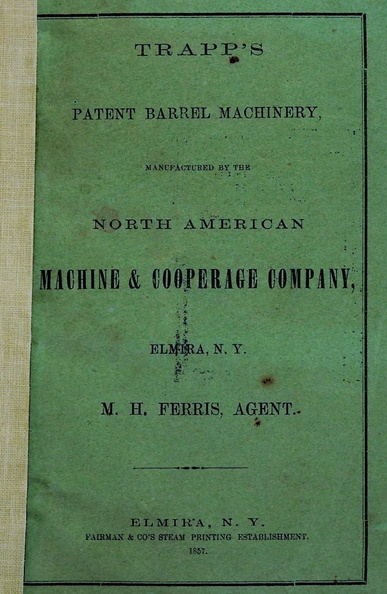 TRAPP'S
PATENT BARREL MACHINERY,
MANUFACTURED BY THE
NORTH AMERICAN
MACHINE & COOPERAGE COMPANY,
ELMIRA, N. Y.
M. H. FERRIS, AGENT.
ELMIRA, N. Y.
FAIRMAN & CO'S STEAM PRINTING ESTABLISHMENT.
1857.